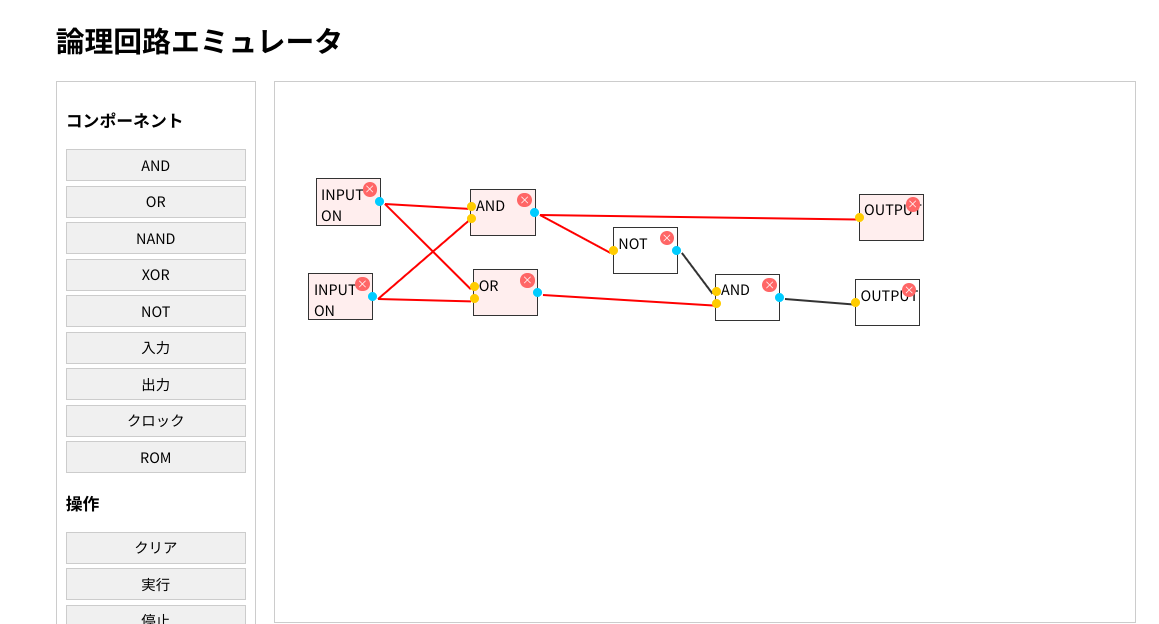 論理回路エミュレータ
コンポーネント
AND
OR
NAND
XOR
NOT
入力
出力
クロック
ROM
操作
クリア
実行
停止
INPUT
ON
INPUT
ON
AND
OR
NOT
AND
OUTPUT
OUTPUT